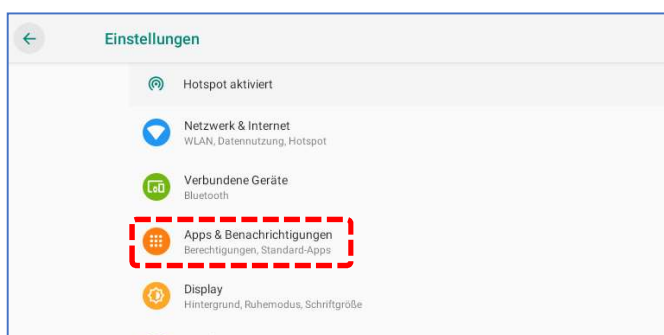 Einstellungen
Hotspot aktiviert
Netzwerk & Internet
WLAN, Datennutzung, Hotspot
Verbundene Geräte
Bluetooth
Apps & Benachrichtigungen
Berechtigungen, Standard-Apps
Display
Hintergrund, Ruhemodus, Schriftgröße